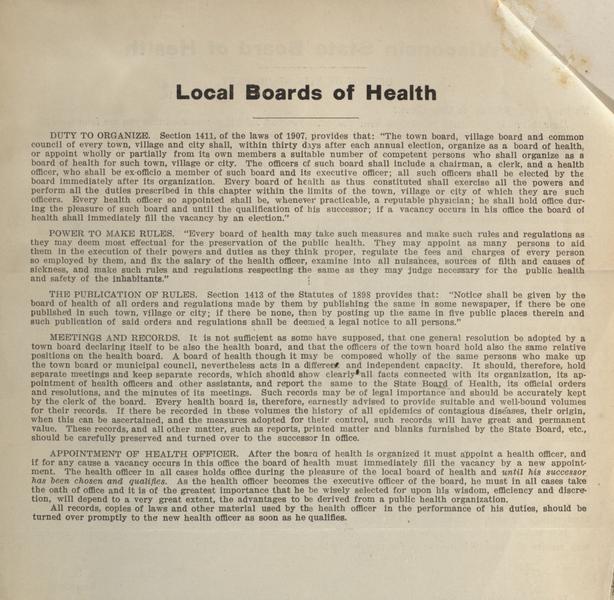 Local Boards of Health
DUTY TO ORGANIZE. Section 1411, of the laws of 1907, provides that: "The town board, village board and common
council of every town, village and city shall, within thirty days after each annual election, organize as a board of health,
or appoint wholly or partially from its own members a suitable number of competent persons who shall organize as a
board of health for such town, village or city. The officers of such board shall include a chairman, a clerk, and a health
officer, who shall be ex-officio a member of such board and its executive officer; all such officers shall be elected by the
board immediately after its organization. Every board of health as thus constituted shall exercise all the powers and
perform all the duties prescribed in this chapter within the limits of the town, village or city of which they are such
officers. Every health officer so appointed shall be, whenever practicable, a reputable physician; he shall hold office dur-
ing the pleasure of such board and until the qualification of his successor; if a vacancy occurs in his office the board of
health shall immediately fill the vacancy by an election."
POWER TO MAKE RULES. "Every board of health may take such measures and make such rules and regulations as
they may deem most effectual for the preservation of the public health. They may appoint as many persons to aid
them in the execution of their powers and duties as they think proper, regulate the fees and charges of every person
so employed by them, and fix the salary of the health officer, examine into all nuisances, sources of filth and causes of
sickness, and make such rules and regulations respecting the same as they may judge necessary for the public health
and safety of the inhabitants."
THE PUBLICATION OF RULES. Section 1413 of the Statutes of 1898 provides that: "Notice shall be given by the
board of health of all orders and regulations made by them by publishing the same in some newspaper, if there be one
published in such town, village or city; if there be none, then by posting up the same in five public places therein and
such publication of said orders and regulations shall be deemed a legal notice to all persons."
MEETINGS AND RECORDS. It is not sufficient as some have supposed, that one general resolution be adopted by a
town board declaring itself to be also the health board, and that the officers of the town board hold also the same relative
positions on the health board. A board of health though it may be composed wholly of the same persons who make up
the town board or municipal council, nevertheless acts in a different and independent capacity. It should, therefore, hold
separate meetings and keep separate records, which should show clearly all facts connected with its organization, its ap-
pointment of health officers and other assistants, and report the same to the State Board of Health, its official orders
and resolutions, and the minutes of its meetings. Such records may be of legal importance and should be accurately kept
by the clerk of the board. Every health board is, therefore, earnestly advised to provide suitable and well-bound volumes
for their records. If there be recorded in these volumes the history of all epidemics of contagious diseases, their origin,
when this can be ascertained, and the measures adopted for their control, such records will have great and permanent
value. These records, and all other matter, such as reports, printed matter and blanks furnished by the State Board, etc.,
should be carefully preserved and turned over to the successor in office.
APPOINTMENT OF HEALTH OFFICER. After the board of health is organized it must appoint a health officer, and
if for any cause a vacancy occurs in this office the board of health must immediately fill the vacancy by a new appoint-
ment. The health officer in all cases holds office during the pleasure of the local board of health and until his successor
has been chosen and qualifies. As the health officer becomes the executive officer of the board, he must in all cases take
the oath of office and it is of the greatest importance that he be wisely selected for upon his wisdom, efficiency and discre-
tion, will depend to a very great extent, the advantages to be derived from a public health organization.
All records, copies of laws and other material used by the health officer in the performance of his duties, should be
turned over promptly to the new health officer as soon as he qualifies.